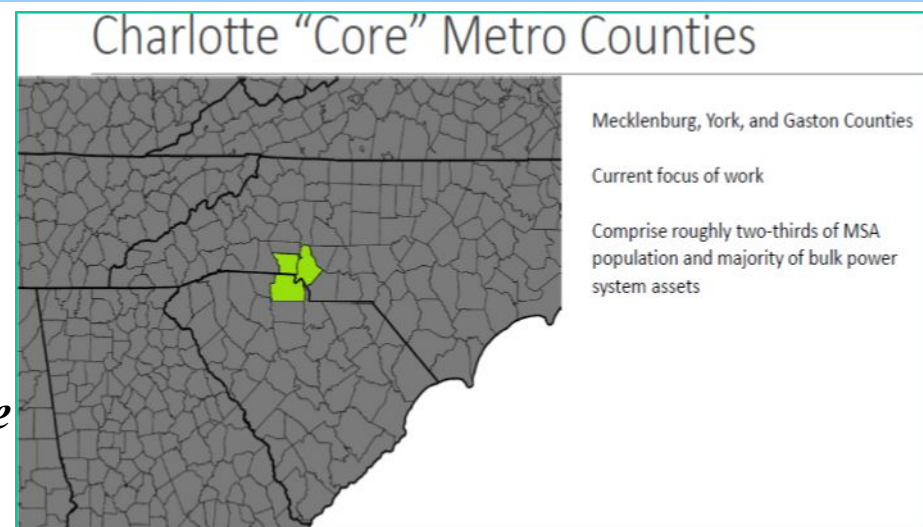 Charlotte “Core” Metro Counties
Mecklenburg, York, and Gaston Counties
Current focus of work
Comprise roughly two-thirds of MSA
population and majority of bulk power
system assets
e